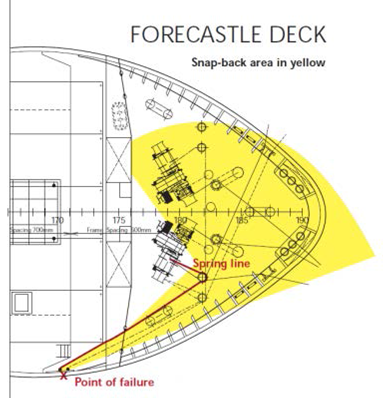 FORECASTLE DECK
Snap-back area in yellow
170 175 180 185 190
Spacing 700mm Frame Spacing 600mm
Spring line
X Point of failure